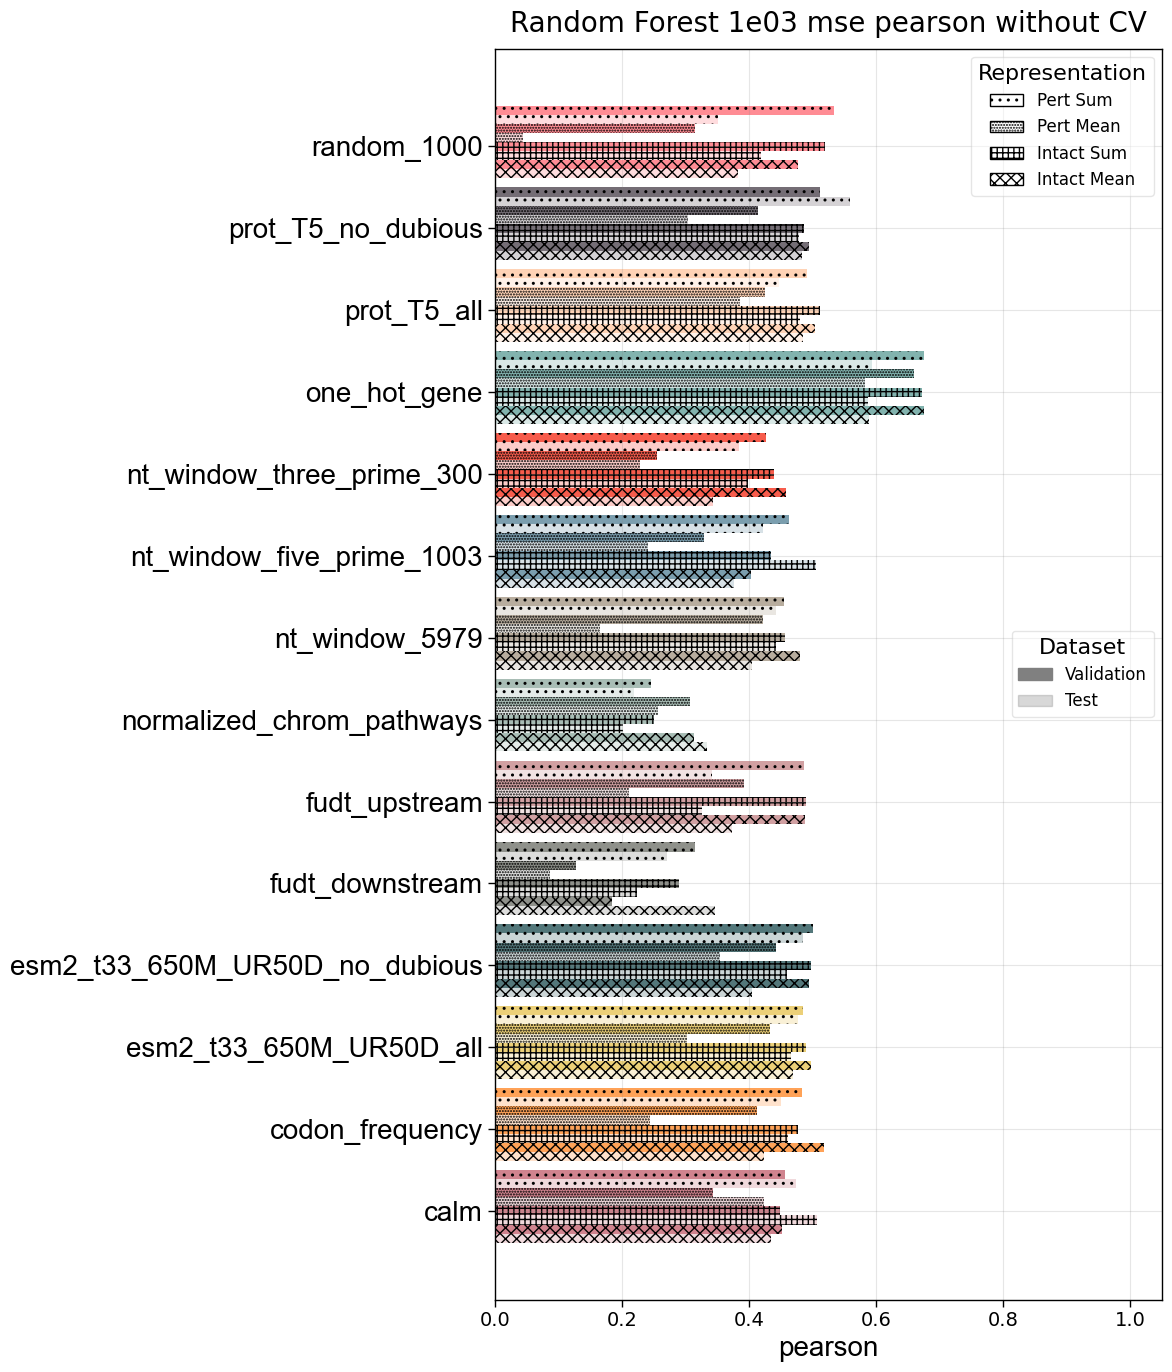 Random Forest 1e03 mse pearson without CV
Representation
Pert Sum
Pert Mean
Intact Sum
Intact Mean
random_1000
prot_T5_no_dubious
prot_T5_all
one_hot_gene
nt_window_three_prime_300
nt_window_five_prime_1003
nt_window_5979
Dataset
Validation
Test
normalized_chrom_pathways
fudt_upstream
fudt_downstream
esm2_t33_650M_UR50D_no_dubious
esm2_t33_650M_UR50D_all
codon_frequency
calm
0.0 0.2 0.4 0.6 0.8 1.0
pearson